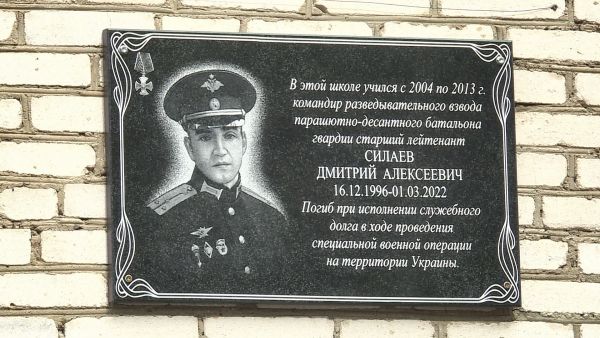 В этой школе учился с 2004 по 2013 г.
командир разведывательного взвода
парашютно-десантного батальона
гвардии старший лейтенант
СИЛАЕВ
ДМИТРИЙ АЛЕКСЕЕВИЧ
16.12.1996-01.03.2022
Погиб при исполнении служебного
долга в ходе проведения
специальной военной операции
на территории Украины.